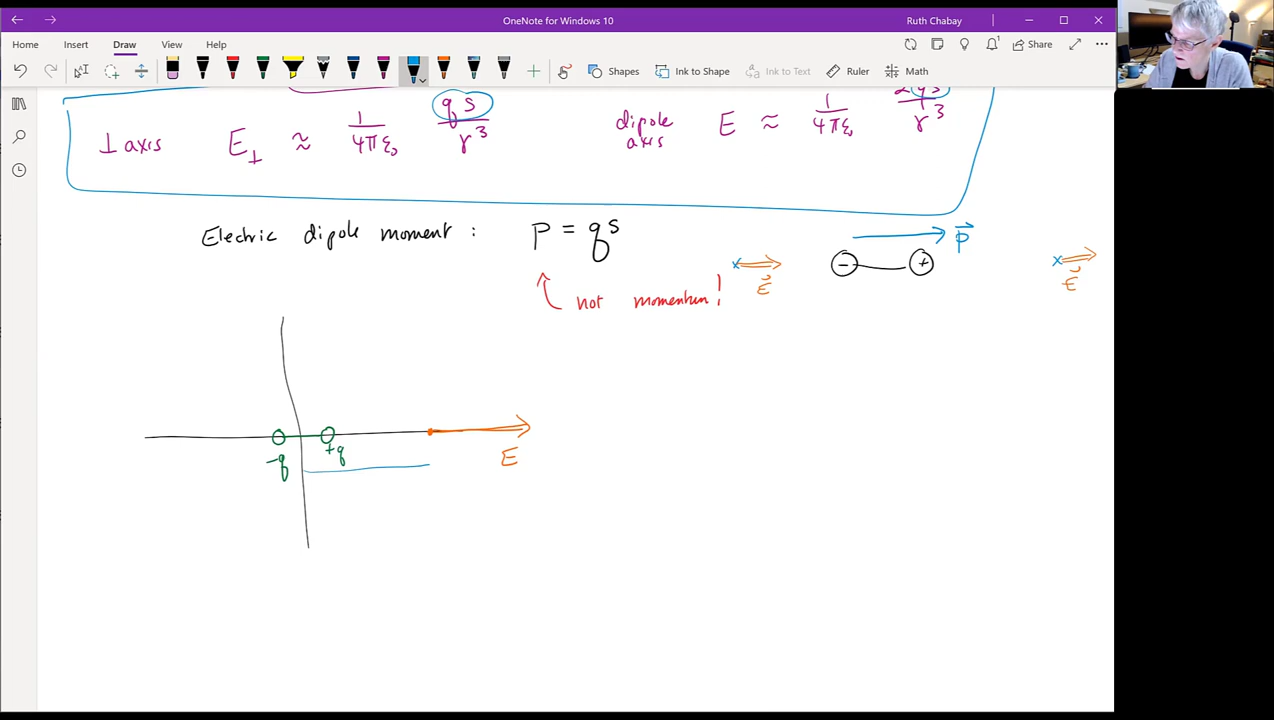 OneNote for Windows 10
Ruth Chabay
Home Insert Draw View Help
Share
Shapes Ink to Shape Ink to Text Ruler Math
⊥ axis E⊥ ≈ 1/4πε₀ qs/r³
dipole axis E ≈ 1/4πε₀ 2qs/r³
Electric dipole moment : p = qs
p⃗
- +
x E⃗
x E⃗
not momentum!
-q +q
E